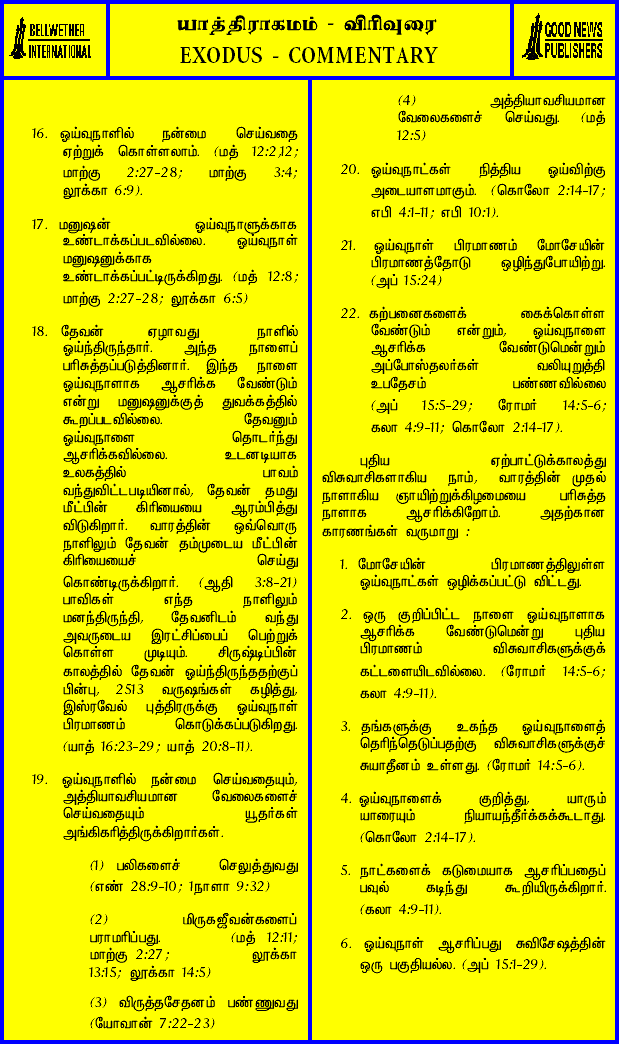 BELLWETHER
INTERNATIONAL
யாத்திராகமம் - விரிவுரை
EXODUS - COMMENTARY
GOOD NEWS
PUBLISHERS
16. ஓய்வுநாளில் நன்மை செய்வதை
ஏற்றுக் கொள்ளலாம். (மத் 12:2,12;
மாற்கு 2:27-28; மாற்கு 3:4;
லூக்கா 6:9).
17. மனுஷன் ஓய்வுநாளுக்காக
உண்டாக்கப்படவில்லை. ஓய்வுநாள்
மனுஷனுக்காக
உண்டாக்கப்பட்டிருக்கிறது. (மத் 12:8;
மாற்கு 2:27-28; லூக்கா 6:5)
18. தேவன் ஏழாவது நாளில்
ஓய்ந்திருந்தார். அந்த நாளைப்
பரிசுத்தப்படுத்தினார். இந்த நாளை
ஓய்வுநாளாக ஆசரிக்க வேண்டும்
என்று மனுஷனுக்குத் துவக்கத்தில்
கூறப்படவில்லை. தேவனும்
ஓய்வுநாளை தொடர்ந்து
ஆசரிக்கவில்லை. உடனடியாக
உலகத்தில் பாவம்
வந்துவிட்டபடியினால், தேவன் தமது
மீட்பின் கிரியையை ஆரம்பித்து
விடுகிறார். வாரத்தின் ஒவ்வொரு
நாளிலும் தேவன் தம்முடைய மீட்பின்
கிரியையைச் செய்து
கொண்டிருக்கிறார். (ஆதி 3:8-21)
பாவிகள் எந்த நாளிலும்
மனந்திருந்தி, தேவனிடம் வந்து
அவருடைய இரட்சிப்பைப் பெற்றுக்
கொள்ள முடியும். சிருஷ்டிப்பின்
காலத்தில் தேவன் ஓய்ந்திருந்ததற்குப்
பின்பு, 2513 வருஷங்கள் கழித்து,
இஸ்ரவேல் புத்திரருக்கு ஓய்வுநாள்
பிரமாணம் கொடுக்கப்படுகிறது.
(யாத் 16:23-29; யாத் 20:8-11).
19. ஓய்வுநாளில் நன்மை செய்வதையும்,
அத்தியாவசியமான வேலைகளைச்
செய்வதையும் யூதர்கள்
அங்கிகரித்திருக்கிறார்கள்.
(1) பலிகளைச் செலுத்துவது
(எண் 28:9-10; 1நாளா 9:32)
(2) மிருகஜீவன்களைப்
பராமரிப்பது. (மத் 12:11;
மாற்கு 2:27; லூக்கா
13:15; லூக்கா 14:5)
(3) விருத்தசேதனம் பண்ணுவது
(யோவான் 7:22-23)
(4) அத்தியாவசியமான
வேலைகளைச் செய்வது. (மத்
12:5)
20. ஓய்வுநாட்கள் நித்திய ஓய்விற்கு
அடையாளமாகும். (கொலோ 2:14-17;
எபி 4:1-11; எபி 10:1).
21. ஓய்வுநாள் பிரமாணம் மோசேயின்
பிரமாணத்தோடு ஒழிந்துபோயிற்று.
(அப் 15:24)
22. கற்பனைகளைக் கைக்கொள்ள
வேண்டும் என்றும், ஓய்வுநாளை
ஆசரிக்க வேண்டுமென்றும்
அப்போஸ்தலர்கள் வலியுறுத்தி
உபதேசம் பண்ணவில்லை
(அப் 15:5-29; ரோமர் 14:5-6;
கலா 4:9-11; கொலோ 2:14-17).
புதிய ஏற்பாட்டுக்காலத்து
விசுவாசிகளாகிய நாம், வாரத்தின் முதல்
நாளாகிய ஞாயிற்றுக்கிழமையை பரிசுத்த
நாளாக ஆசரிக்கிறோம். அதற்கான
காரணங்கள் வருமாறு :
1. மோசேயின் பிரமாணத்திலுள்ள
ஓய்வுநாட்கள் ஒழிக்கப்பட்டு விட்டது.
2. ஒரு குறிப்பிட்ட நாளை ஓய்வுநாளாக
ஆசரிக்க வேண்டுமென்று புதிய
பிரமாணம் விசுவாசிகளுக்குக்
கட்டளையிடவில்லை. (ரோமர் 14:5-6;
கலா 4:9-11).
3. தங்களுக்கு உகந்த ஓய்வுநாளைத்
தெரிந்தெடுப்பதற்கு விசுவாசிகளுக்குச்
சுயாதீனம் உள்ளது. (ரோமர் 14:5-6).
4. ஓய்வுநாளைக் குறித்து, யாரும்
யாரையும் நியாயந்தீர்க்கக்கூடாது.
(கொலோ 2:14-17).
5. நாட்களைக் கடுமையாக ஆசரிப்பதைப்
பவுல் கடிந்து கூறியிருக்கிறார்.
(கலா 4:9-11).
6. ஓய்வுநாள் ஆசரிப்பது சுவிசேஷத்தின்
ஒரு பகுதியல்ல. (அப் 15:1-29).